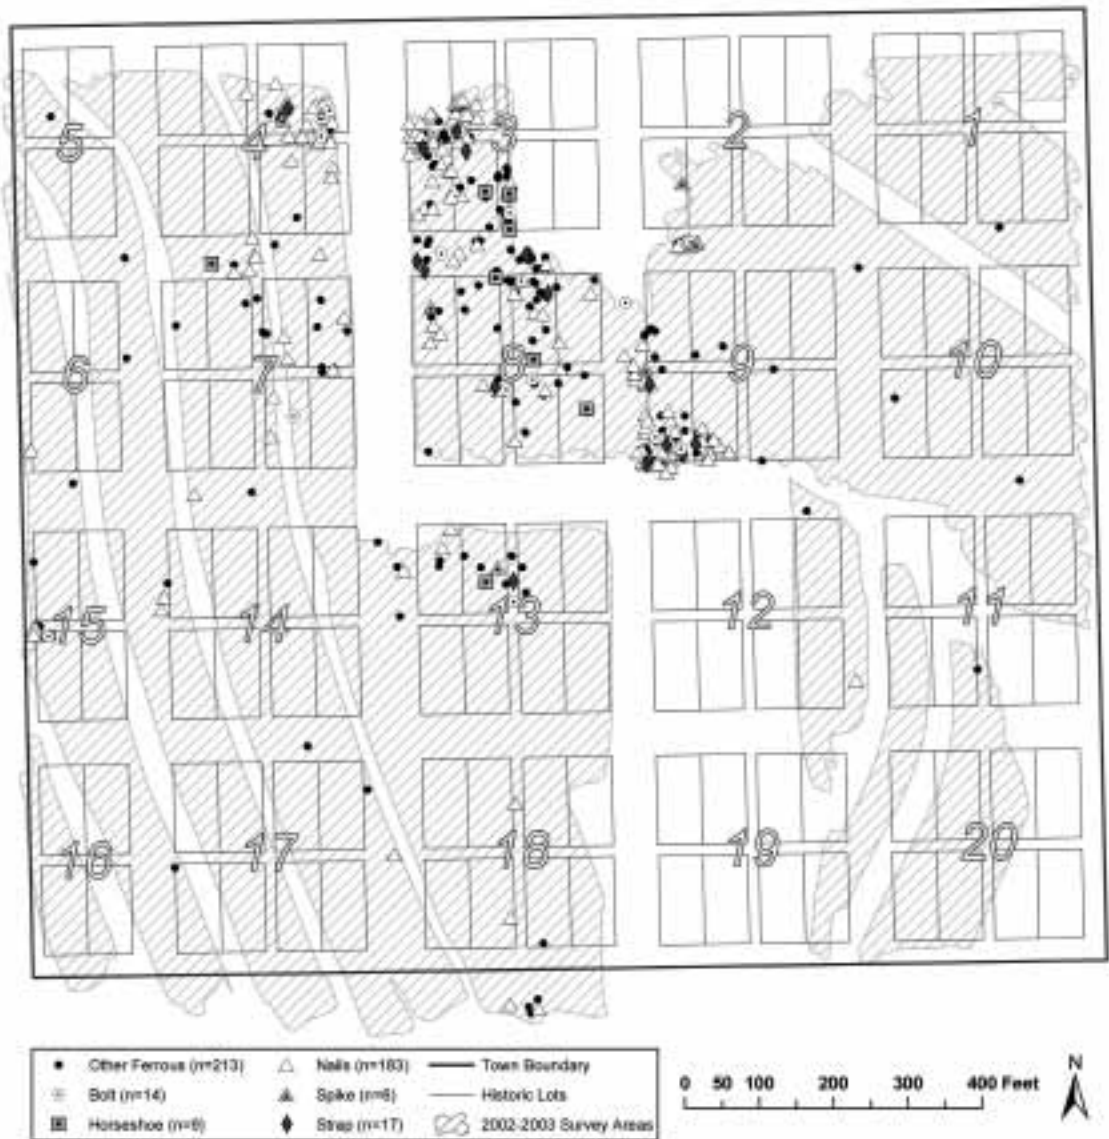 5 4 3 2 1
6 7 8 9 10
15 14 13 12 11
16 17 18 19 20
Other Ferrous (n=213)
Nails (n=183)
Town Boundary
Bolt (n=14)
Spike (n=6)
Historic Lots
Horseshoe (n=9)
Strap (n=17)
2002-2003 Survey Areas
0 50 100 200 300 400 Feet
N